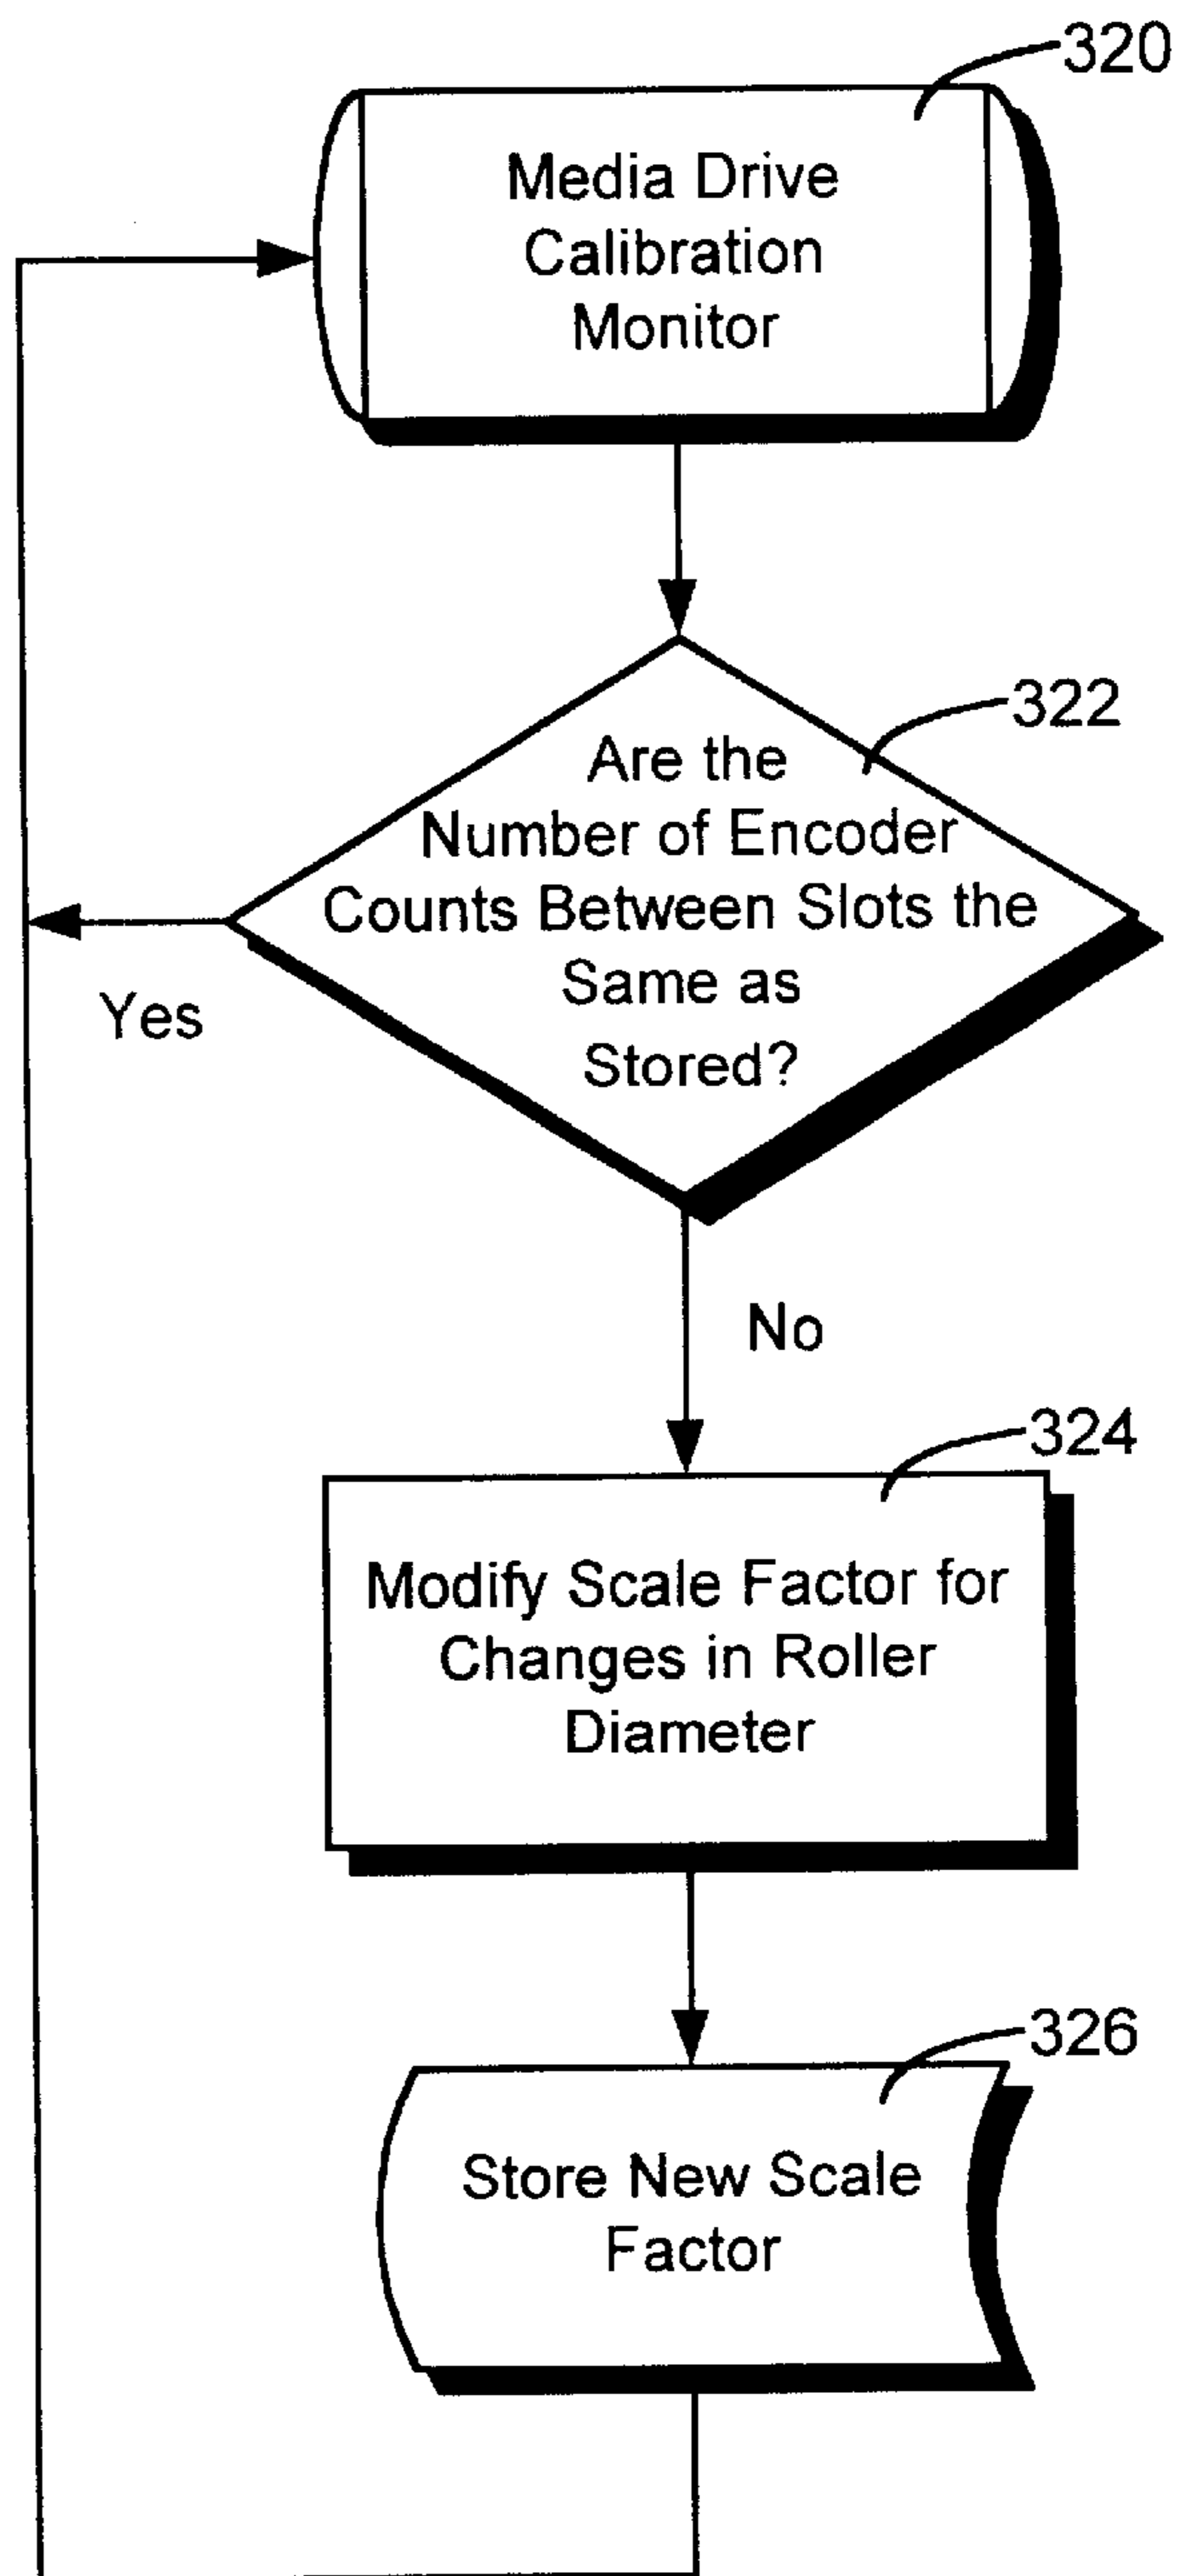 320
Media Drive
Calibration
Monitor
322
Are the
Number of Encoder
Counts Between Slots the
Same as
Stored?
Yes
No
324
Modify Scale Factor for
Changes in Roller
Diameter
326
Store New Scale
Factor